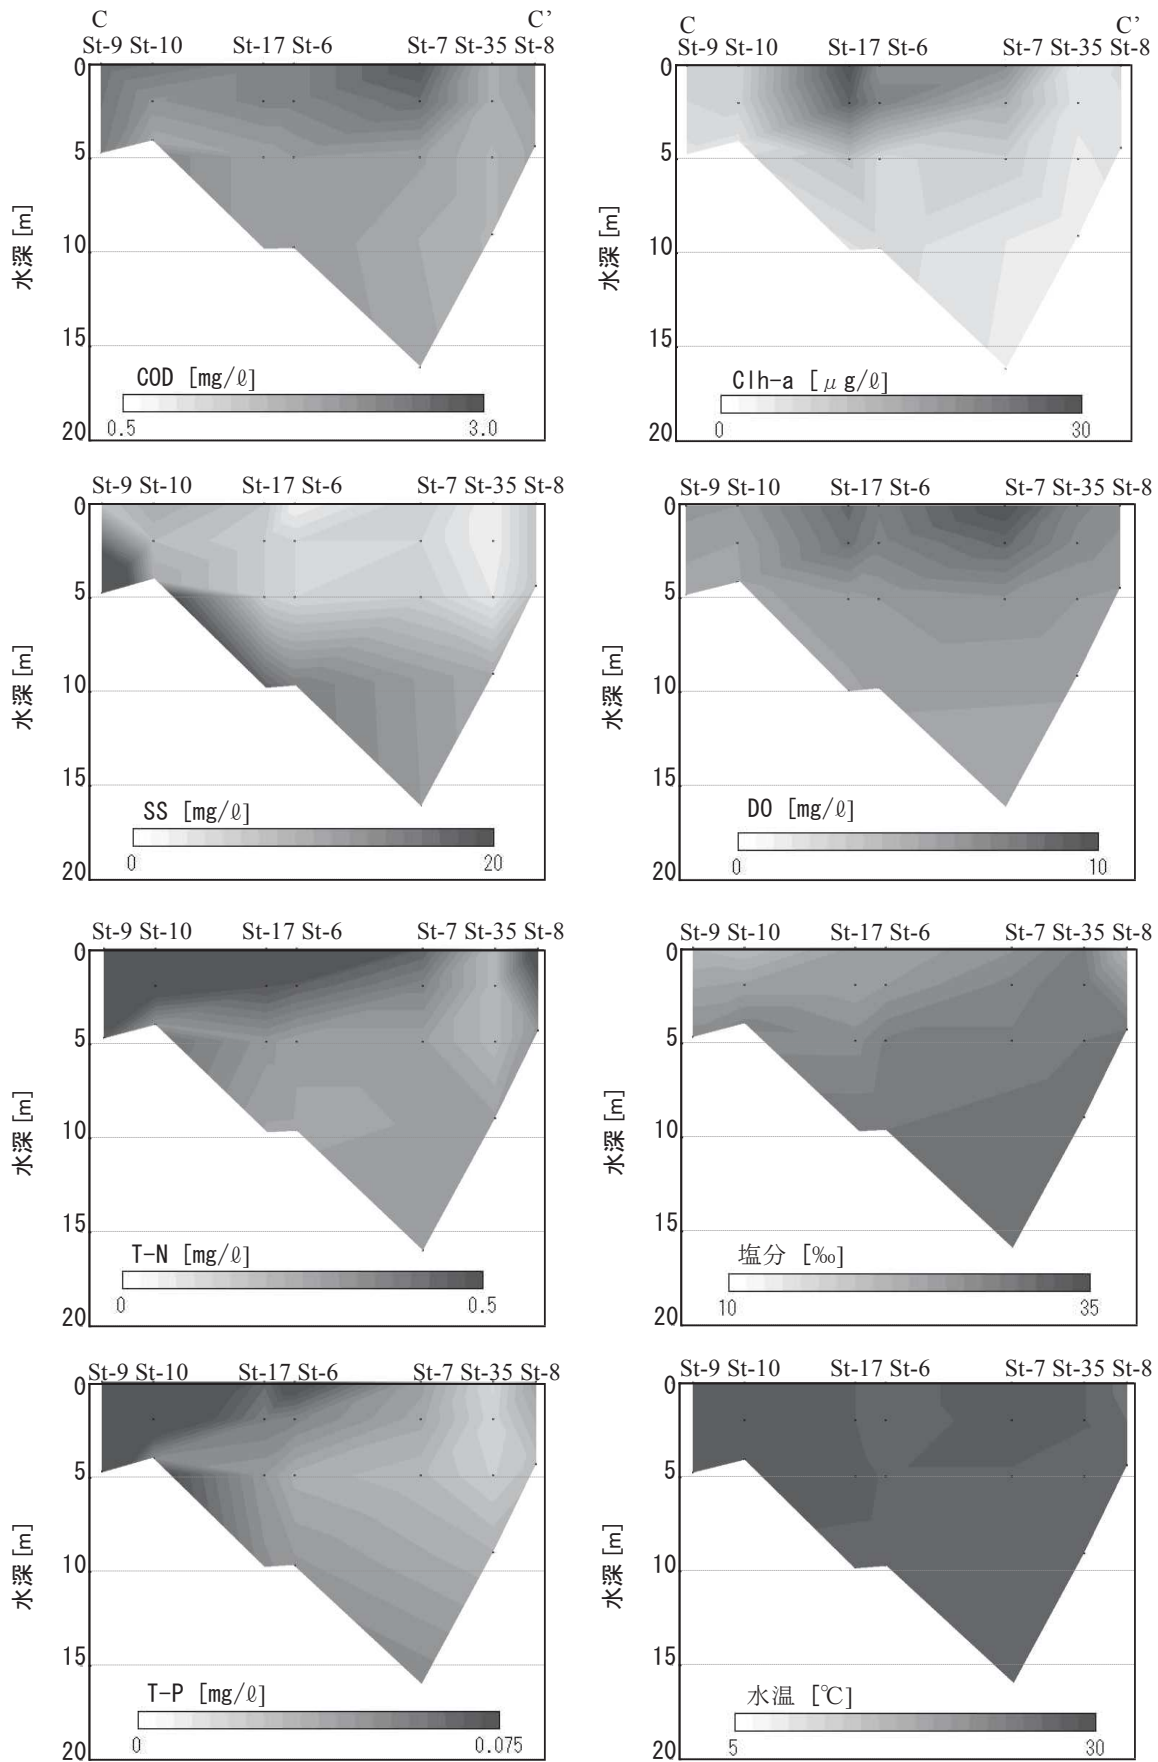 C C'
St-9 St-10 St-17 St-6 St-7 St-35 St-8
0
5
10
15
20
水深 [m]
COD [mg/ℓ]
0.5 3.0
C C'
St-9 St-10 St-17 St-6 St-7 St-35 St-8
0
5
10
15
20
水深 [m]
Clh-a [μg/ℓ]
0 30
St-9 St-10 St-17 St-6 St-7 St-35 St-8
0
5
10
15
20
水深 [m]
SS [mg/ℓ]
0 20
St-9 St-10 St-17 St-6 St-7 St-35 St-8
0
5
10
15
20
水深 [m]
DO [mg/ℓ]
0 10
St-9 St-10 St-17 St-6 St-7 St-35 St-8
0
5
10
15
20
水深 [m]
T-N [mg/ℓ]
0 0.5
St-9 St-10 St-17 St-6 St-7 St-35 St-8
0
5
10
15
20
水深 [m]
塩分 [‰]
10 35
St-9 St-10 St-17 St-6 St-7 St-35 St-8
0
5
10
15
20
水深 [m]
T-P [mg/ℓ]
0 0.075
St-9 St-10 St-17 St-6 St-7 St-35 St-8
0
5
10
15
20
水深 [m]
水温 [℃]
5 30